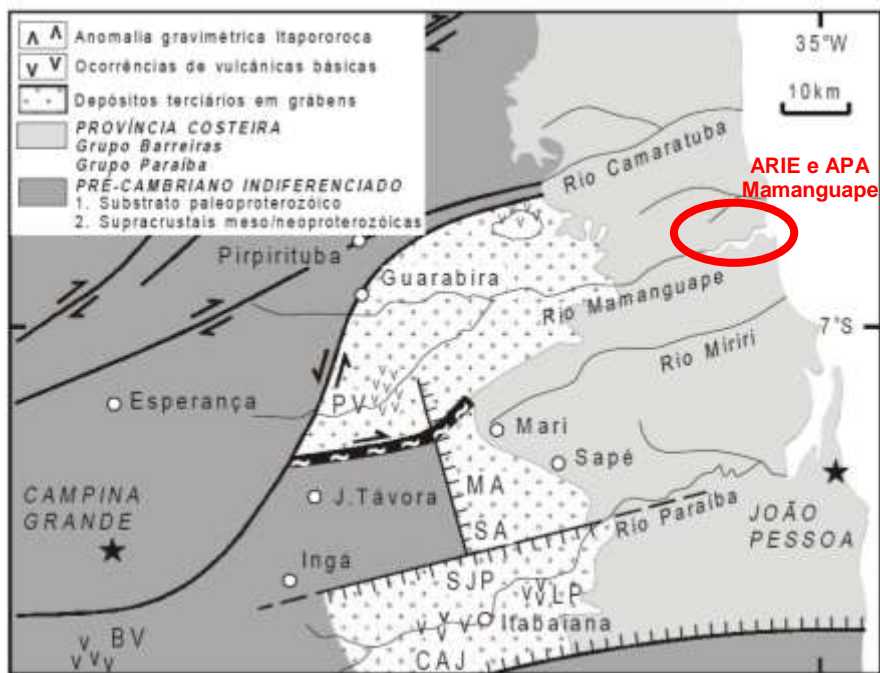 Anomalia gravimétrica Itapororoca
Ocorrências de vulcânicas básicas
Depósitos terciários em grábens
PROVÍNCIA COSTEIRA
Grupo Barreiras
Grupo Paraíba
PRÉ-CAMBRIANO INDIFERENCIADO
1. Substrato paleoproterozóico
2. Supracrustais meso/neoproterozóicas
35°W
10km
Rio Camaratuba
ARIE e APA
Mamanguape
Pirpirituba
Guarabira
Rio Mamanguape
7°S
Rio Miriri
Esperança
PV
Mari
Sapé
CAMPINA
GRANDE
J.Távora
MA
SA
Rio Paraíba
JOÃO
PESSOA
Ingá
SJP
LP
Itabaiana
BV
CAJ